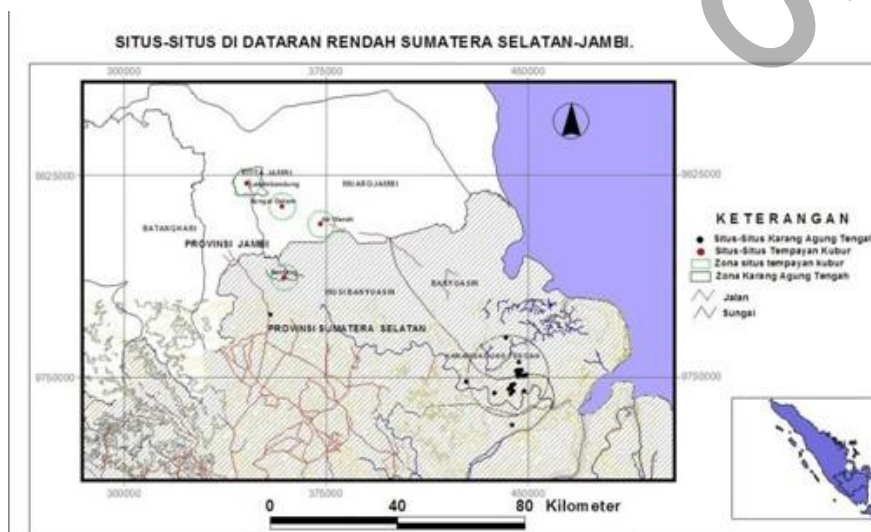 SITUS-SITUS DI DATARAN RENDAH SUMATERA SELATAN-JAMBI.
300000 375000 450000
9825000 9825000
KOTA JAMBI
MUAROJAMBI
BATANGHARI
PROVINSI JAMBI
MUSI BANYUASIN
BANYUASIN
PROVINSI SUMATERA SELATAN
9750000 9750000
300000 375000 450000
0 40 80 Kilometer
KETERANGAN
Situs-Situs Karang Agung Tengah
Situs-Situs Tempayan Kubur
Zona situs tempayan kubur
Zona Karang Agung Tengah
Jalan
Sungai